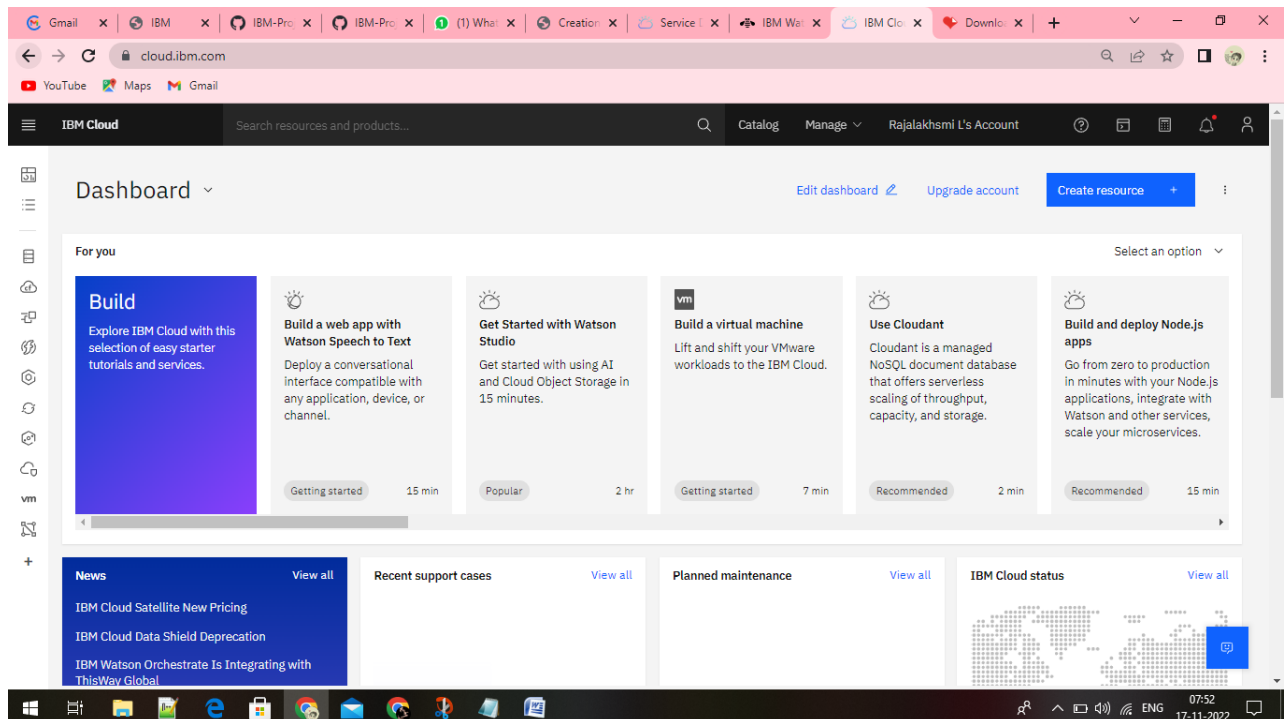 Gmail
IBM
IBM-Pro
IBM-Pro
(1) What
Creation
Service
IBM Wat
IBM Clo
Downlo
cloud.ibm.com
YouTube Maps Gmail
IBM Cloud Search resources and products... Catalog Manage Rajalakhsmi L's Account
Dashboard Edit dashboard Upgrade account Create resource +
For you Select an option
Build
Explore IBM Cloud with this
selection of easy starter
tutorials and services.
Build a web app with
Watson Speech to Text
Deploy a conversational
interface compatible with
any application, device, or
channel.
Getting started 15 min
Get Started with Watson
Studio
Get started with using AI
and Cloud Object Storage in
15 minutes.
Popular 2 hr
vm
Build a virtual machine
Lift and shift your VMware
workloads to the IBM Cloud.
Getting started 7 min
Use Cloudant
Cloudant is a managed
NoSQL document database
that offers serverless
scaling of throughput,
capacity, and storage.
Recommended 2 min
Build and deploy Node.js
apps
Go from zero to production
in minutes with your Node.js
applications, integrate with
Watson and other services,
scale your microservices.
Recommended 15 min
vm
News View all
IBM Cloud Satellite New Pricing
IBM Cloud Data Shield Deprecation
IBM Watson Orchestrate Is Integrating with
ThisWay Global
Recent support cases View all
Planned maintenance View all
IBM Cloud status View all
ENG
07:52
17-11-2022